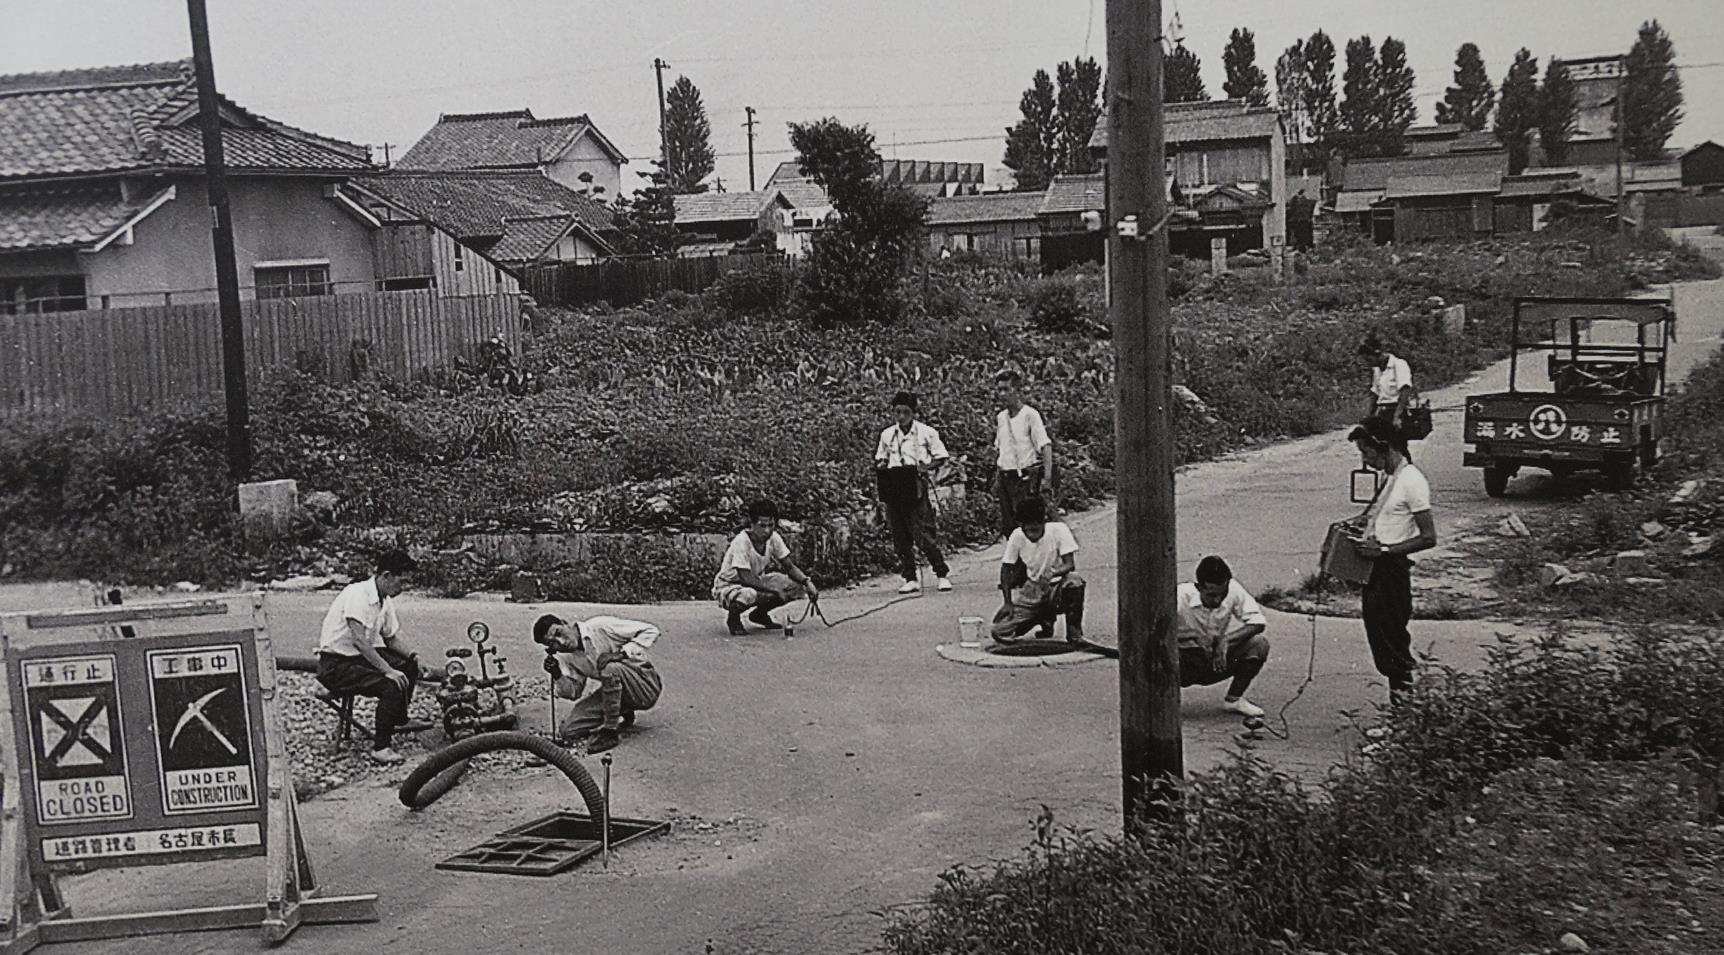 通行止
ROAD
CLOSED
工事中
UNDER
CONSTRUCTION
道路管理者 名古屋市長
漏水 八 防止